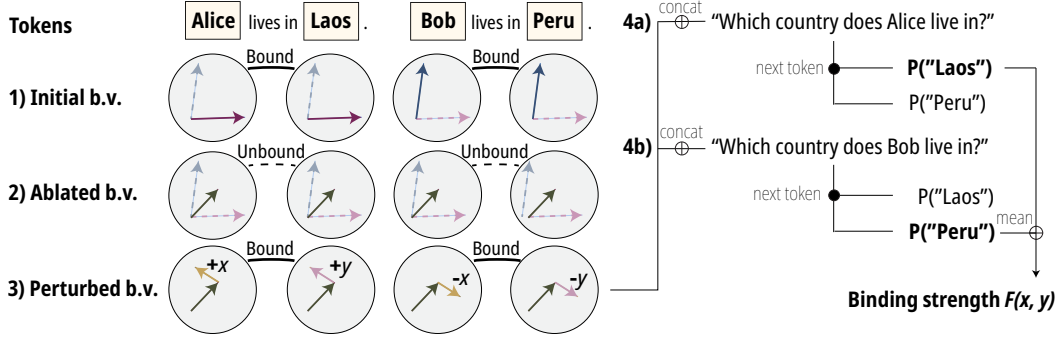 Tokens Alice lives in Laos . Bob lives in Peru .
Bound Bound
1) Initial b.v.
Unbound Unbound
2) Ablated b.v.
Bound Bound
3) Perturbed b.v. +x +y -x -y
4a) concat "Which country does Alice live in?"
next token P("Laos")
P("Peru")
4b) concat "Which country does Bob live in?"
next token P("Laos")
P("Peru") mean
Binding strength F(x, y)